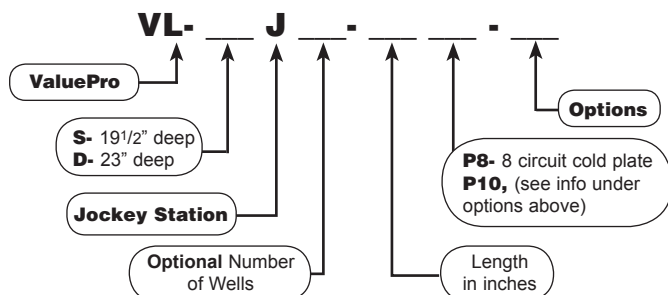 VL- ___ J ___- ___ ___ - ___
ValuePro
Options
S- 19 1/2” deep
D- 23” deep
P8- 8 circuit cold plate
P10, (see info under
options above)
Jockey Station
Optional Number
of Wells
Length
in inches